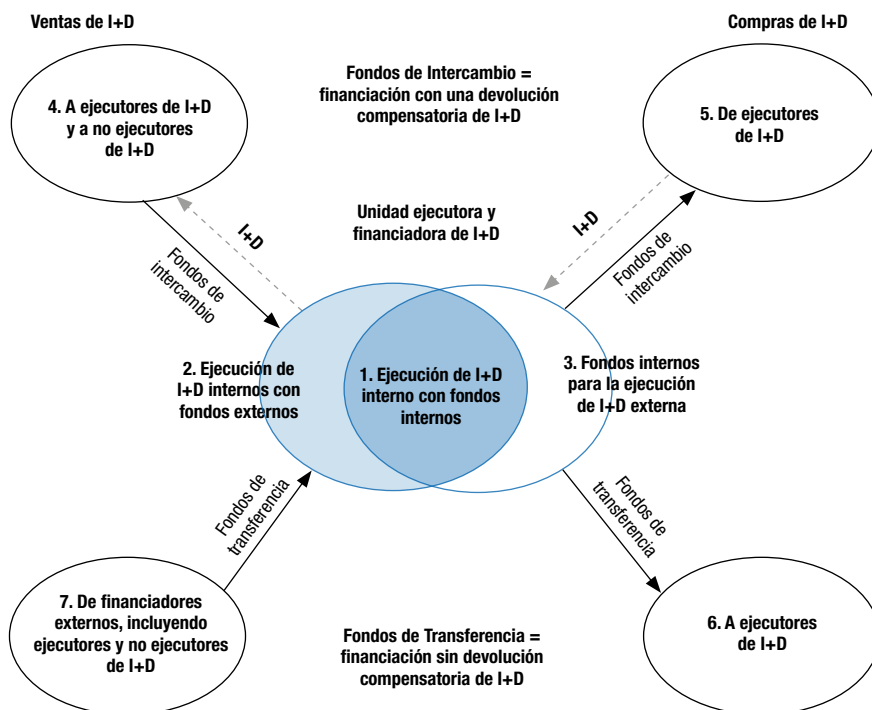 Ventas de I+D
Compras de I+D
Fondos de Intercambio =
financiación con una devolución
compensatoria de I+D
4. A ejecutores de I+D
y a no ejecutores
de I+D
5. De ejecutores
de I+D
Unidad ejecutora y
financiadora de I+D
I+D
Fondos de
intercambio
I+D
Fondos de
intercambio
2. Ejecución de
I+D internos con
fondos externos
1. Ejecución de I+D
interno con fondos
internos
3. Fondos internos
para la ejecución
de I+D externa
Fondos de
transferencia
Fondos de
transferencia
7. De financiadores
externos, incluyendo
ejecutores y no ejecutores
de I+D
Fondos de Transferencia =
financiación sin devolución
compensatoria de I+D
6. A ejecutores
de I+D